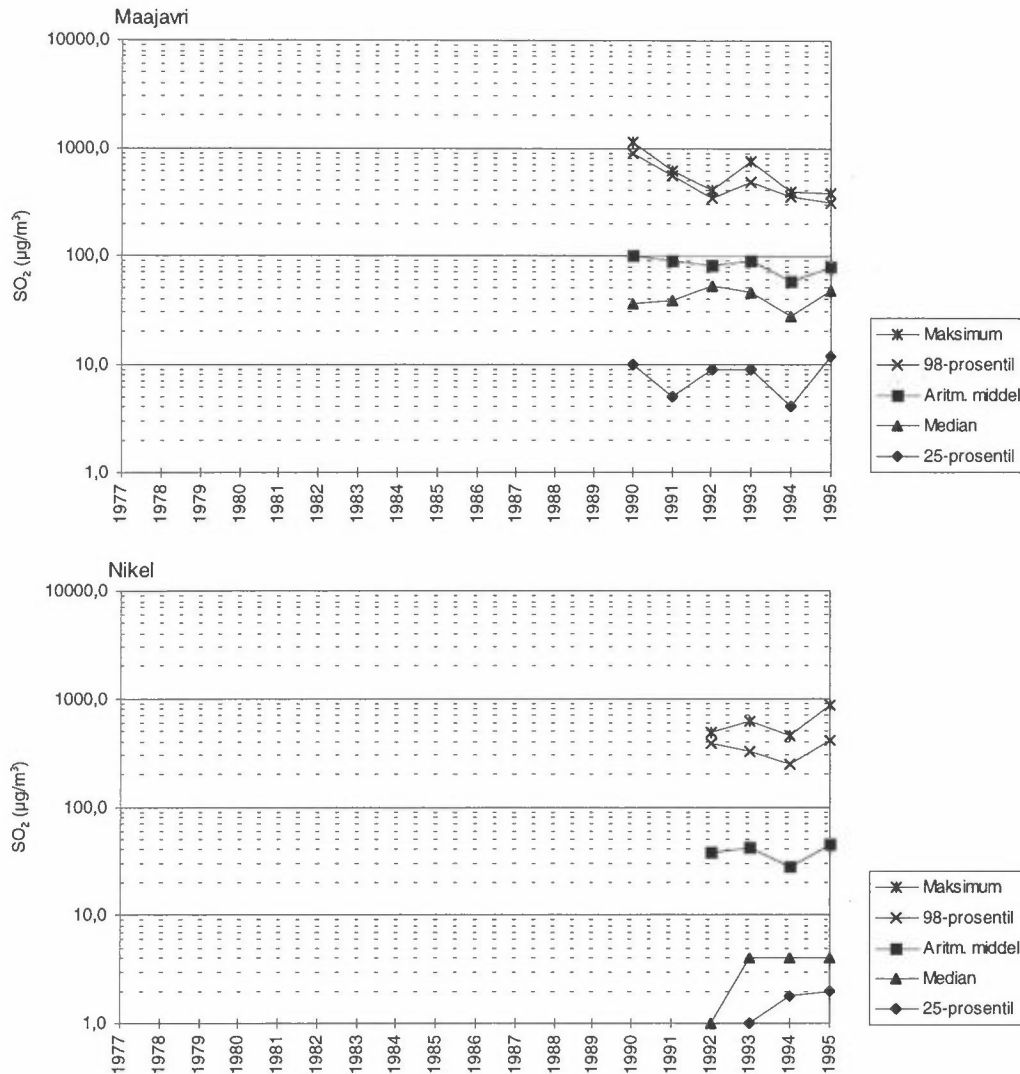 Maajavri
10000,0
1000,0
100,0
10,0
1,0
SO₂ (µg/m³)
1977 1978 1979 1980 1981 1982 1983 1984 1985 1986 1987 1988 1989 1990 1991 1992 1993 1994 1995
Maksimum
98-prosentil
Aritm. middel
Median
25-prosentil
Nikel
10000,0
1000,0
100,0
10,0
1,0
SO₂ (µg/m³)
1977 1978 1979 1980 1981 1982 1983 1984 1985 1986 1987 1988 1989 1990 1991 1992 1993 1994 1995
Maksimum
98-prosentil
Aritm. middel
Median
25-prosentil